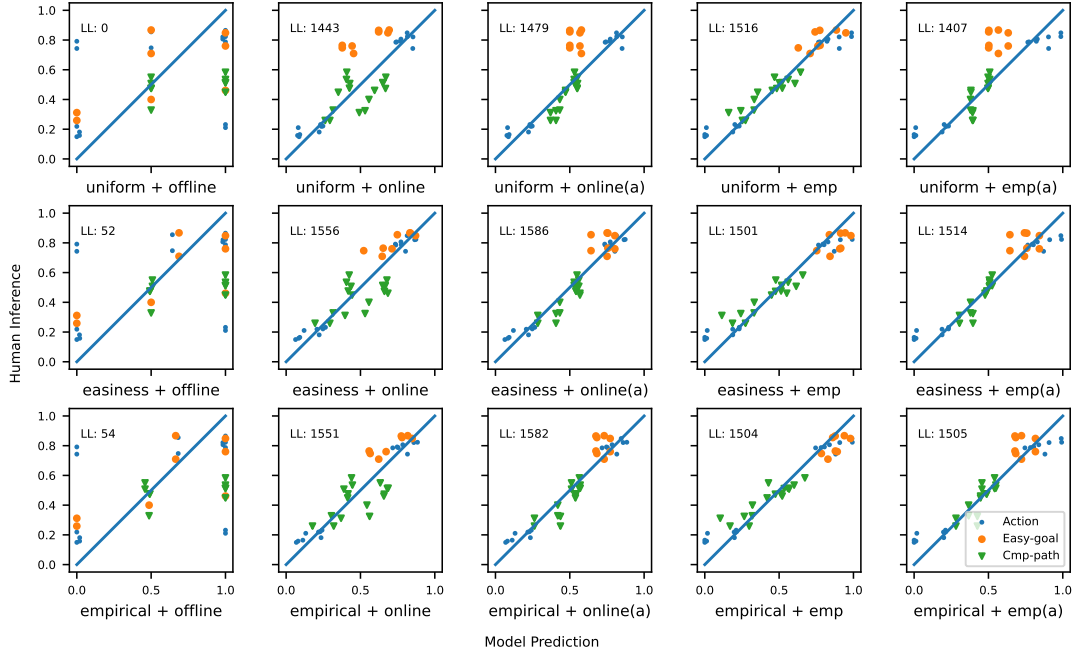 1.0
0.8
0.6
0.4
0.2
0.0
LL: 0
LL: 1443
LL: 1479
LL: 1516
LL: 1407
uniform + offline
uniform + online
uniform + online(a)
uniform + emp
uniform + emp(a)
Human Inference
1.0
0.8
0.6
0.4
0.2
0.0
LL: 52
LL: 1556
LL: 1586
LL: 1501
LL: 1514
easiness + offline
easiness + online
easiness + online(a)
easiness + emp
easiness + emp(a)
1.0
0.8
0.6
0.4
0.2
0.0
LL: 54
LL: 1551
LL: 1582
LL: 1504
LL: 1505
Action
Easy-goal
Cmp-path
0.0 0.5 1.0
0.0 0.5 1.0
0.0 0.5 1.0
0.0 0.5 1.0
0.0 0.5 1.0
empirical + offline
empirical + online
empirical + online(a)
empirical + emp
empirical + emp(a)
Model Prediction